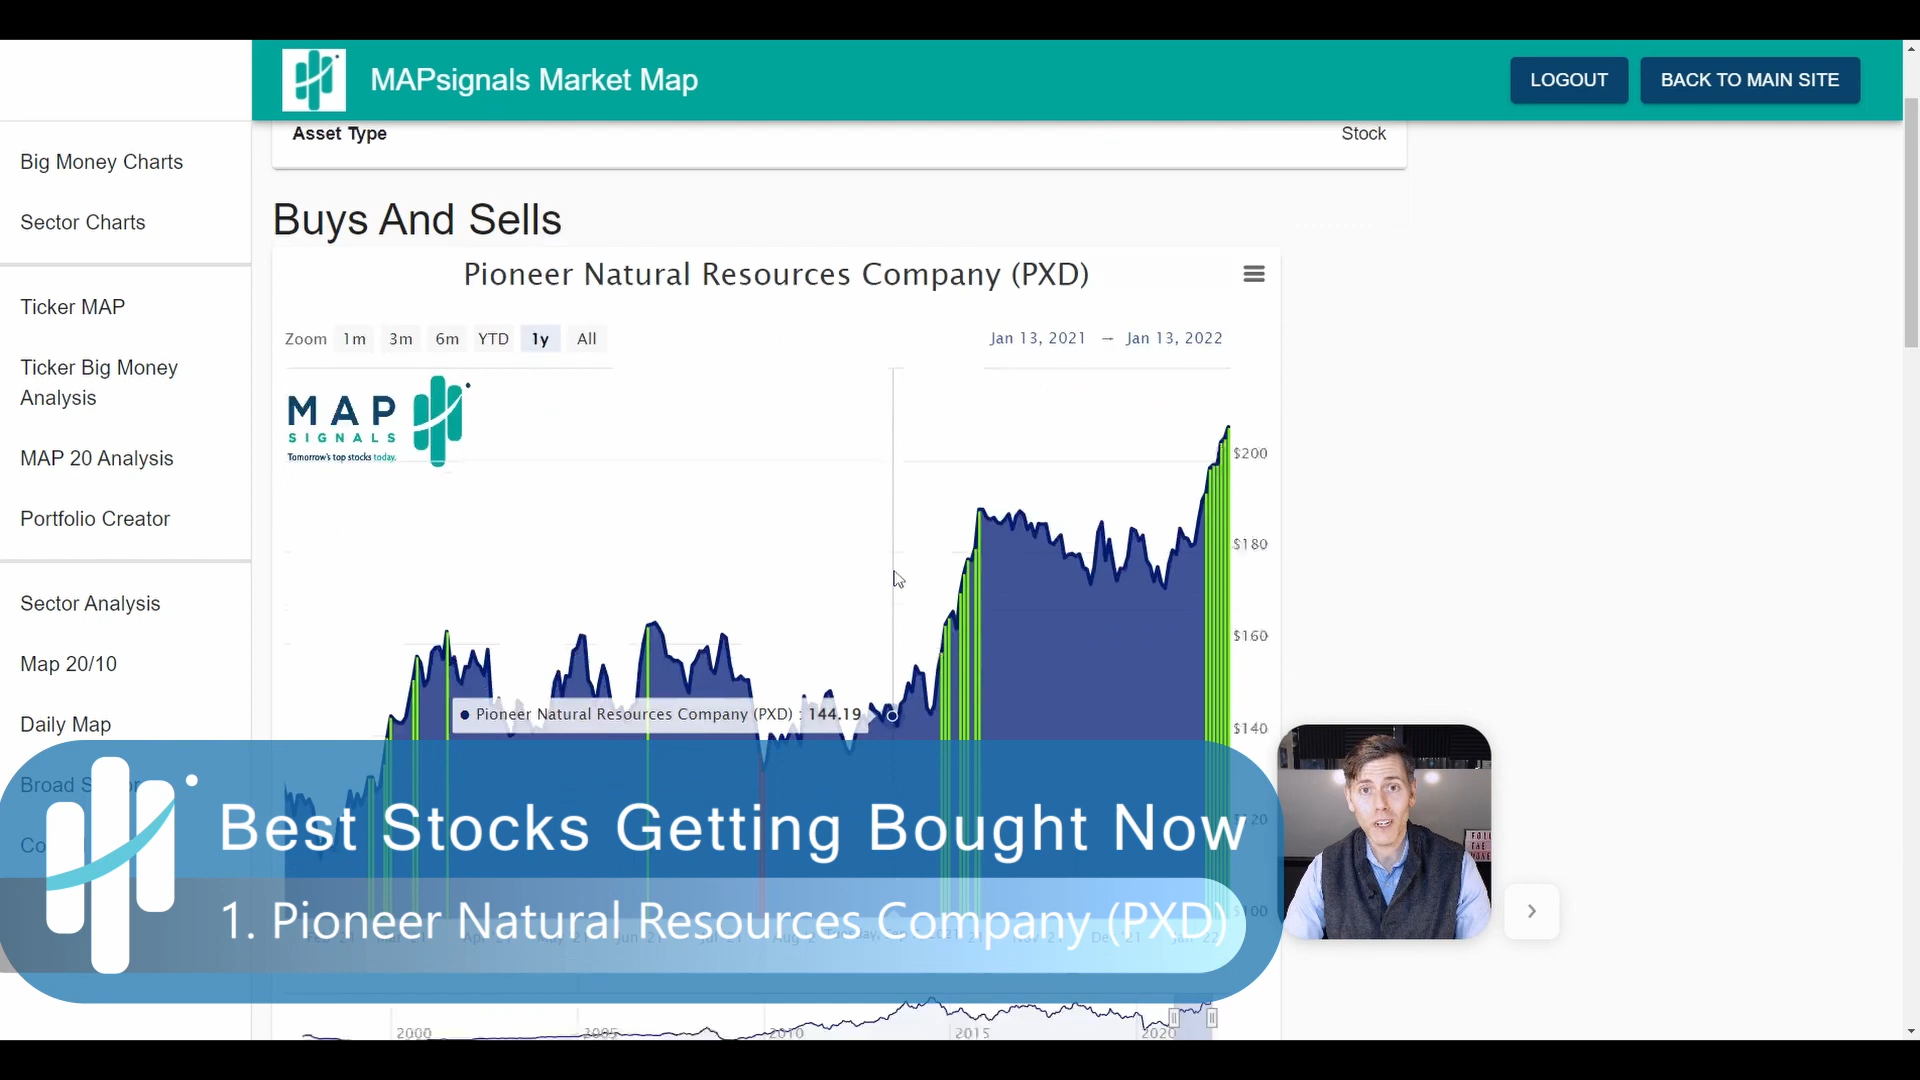 MAPsignals Market Map
LOGOUT
BACK TO MAIN SITE
Asset Type
Stock
Big Money Charts
Sector Charts
Ticker MAP
Ticker Big Money
Analysis
MAP 20 Analysis
Portfolio Creator
Sector Analysis
Map 20/10
Daily Map
Buys And Sells
Pioneer Natural Resources Company (PXD)
Zoom 1m 3m 6m YTD 1y All
Jan 13, 2021 → Jan 13, 2022
MAP
SIGNALS
Tomorrow's top stocks today.
$200
$180
$160
$140
Pioneer Natural Resources Company (PXD) : 144.19
Best Stocks Getting Bought Now
1. Pioneer Natural Resources Company (PXD)
2000 2005 2010 2015 2020